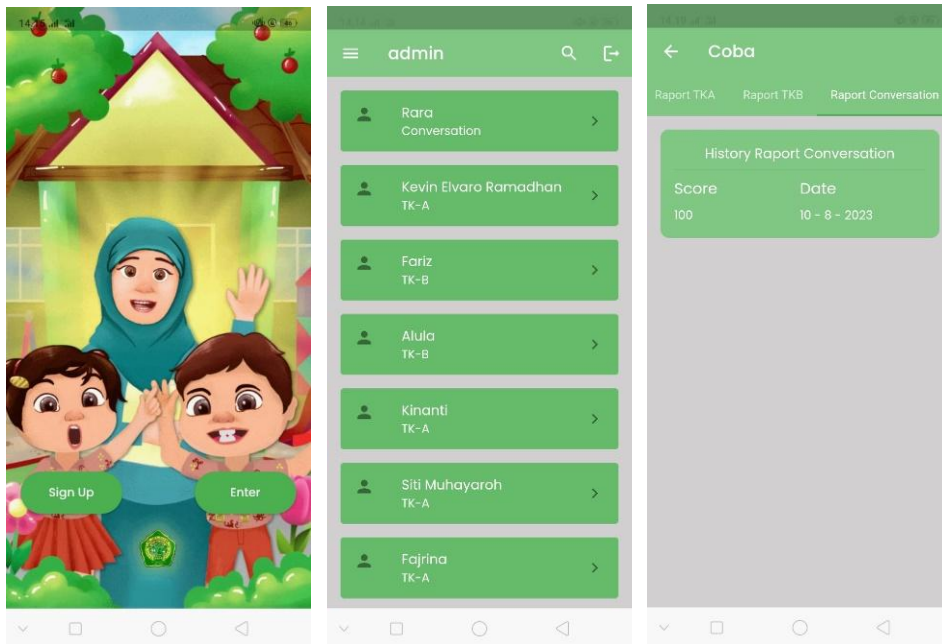 Sign Up
Enter
admin
Rara
Conversation
Kevin Elvaro Ramadhan
TK-A
Fariz
TK-B
Alula
TK-B
Kinanti
TK-A
Siti Muhayaroh
TK-A
Fajrina
TK-A
Coba
Raport TKA Raport TKB Raport Conversation
History Raport Conversation
Score Date
100 10 - 8 - 2023